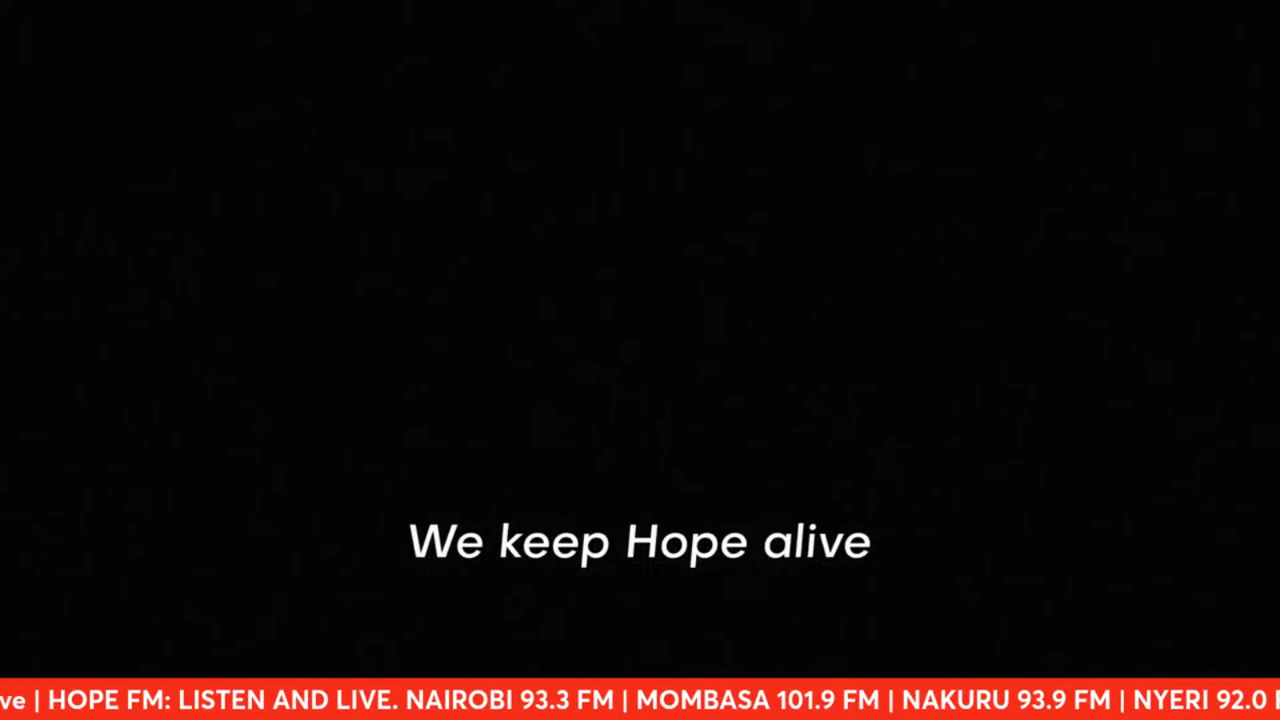 We keep Hope alive
ve | HOPE FM: LISTEN AND LIVE. NAIROBI 93.3 FM | MOMBASA 101.9 FM | NAKURU 93.9 FM | NYERI 92.0